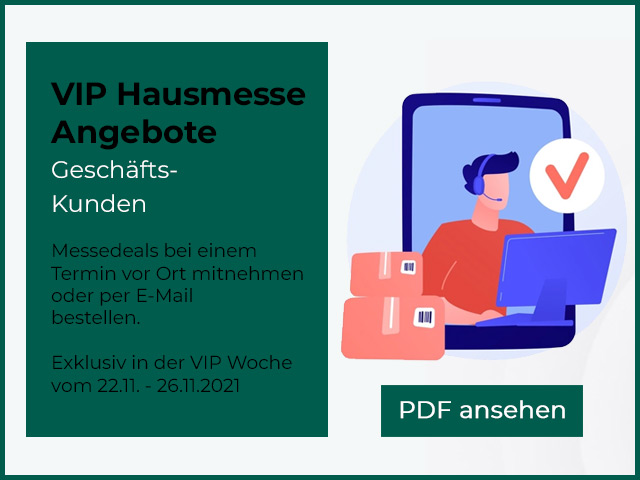 VIP Hausmesse
Angebote
Geschäfts-
Kunden
Messedeals bei einem
Termin vor Ort mitnehmen
oder per E-Mail
bestellen.
Exklusiv in der VIP Woche
vom 22.11. - 26.11.2021
PDF ansehen